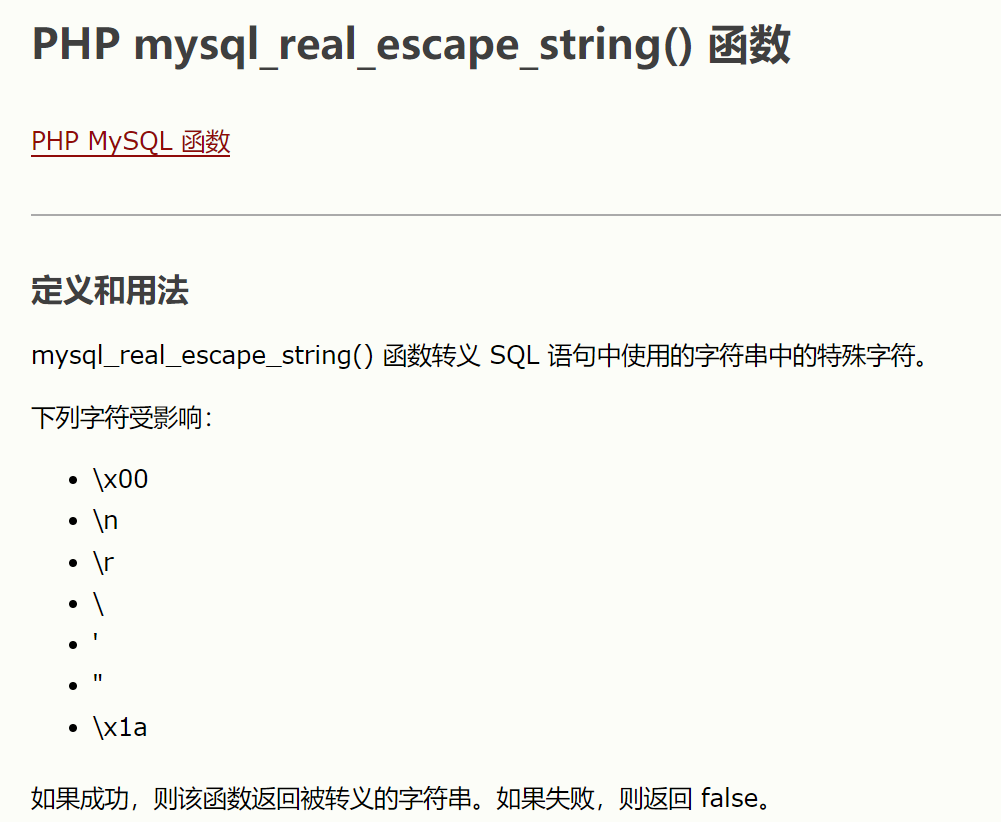 PHP mysql_real_escape_string() 函数
PHP MySQL 函数
定义和用法
mysql_real_escape_string() 函数转义 SQL 语句中使用的字符串中的特殊字符。
下列字符受影响：
• \x00
• \n
• \r
• \
• '
• "
• \x1a
如果成功，则该函数返回被转义的字符串。如果失败，则返回 false。